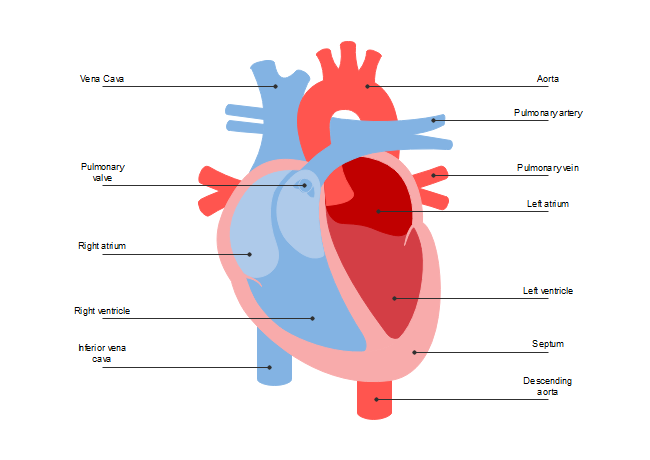 Vena Cava
Aorta
Pulmonary artery
Pulmonary
valve
Pulmonary vein
Left atrium
Right atrium
Left ventricle
Right ventricle
Septum
Inferior vena
cava
Descending
aorta